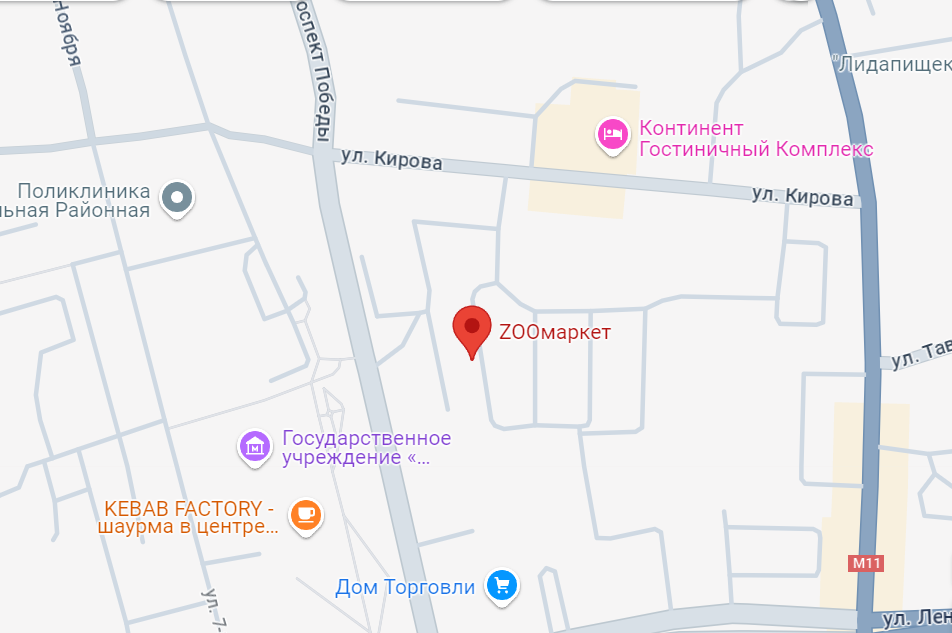 Ноября
оспект Победы
"Лидапищек
Континент
Гостиничный Комплекс
ул. Кирова
ул. Кирова
Поликлиника
льная Районная
ZOOмаркет
ул. Тав
Государственное
учреждение «...
KEBAB FACTORY -
шаурма в центре...
M11
Дом Торговли
ул. 7-
ул. Лен